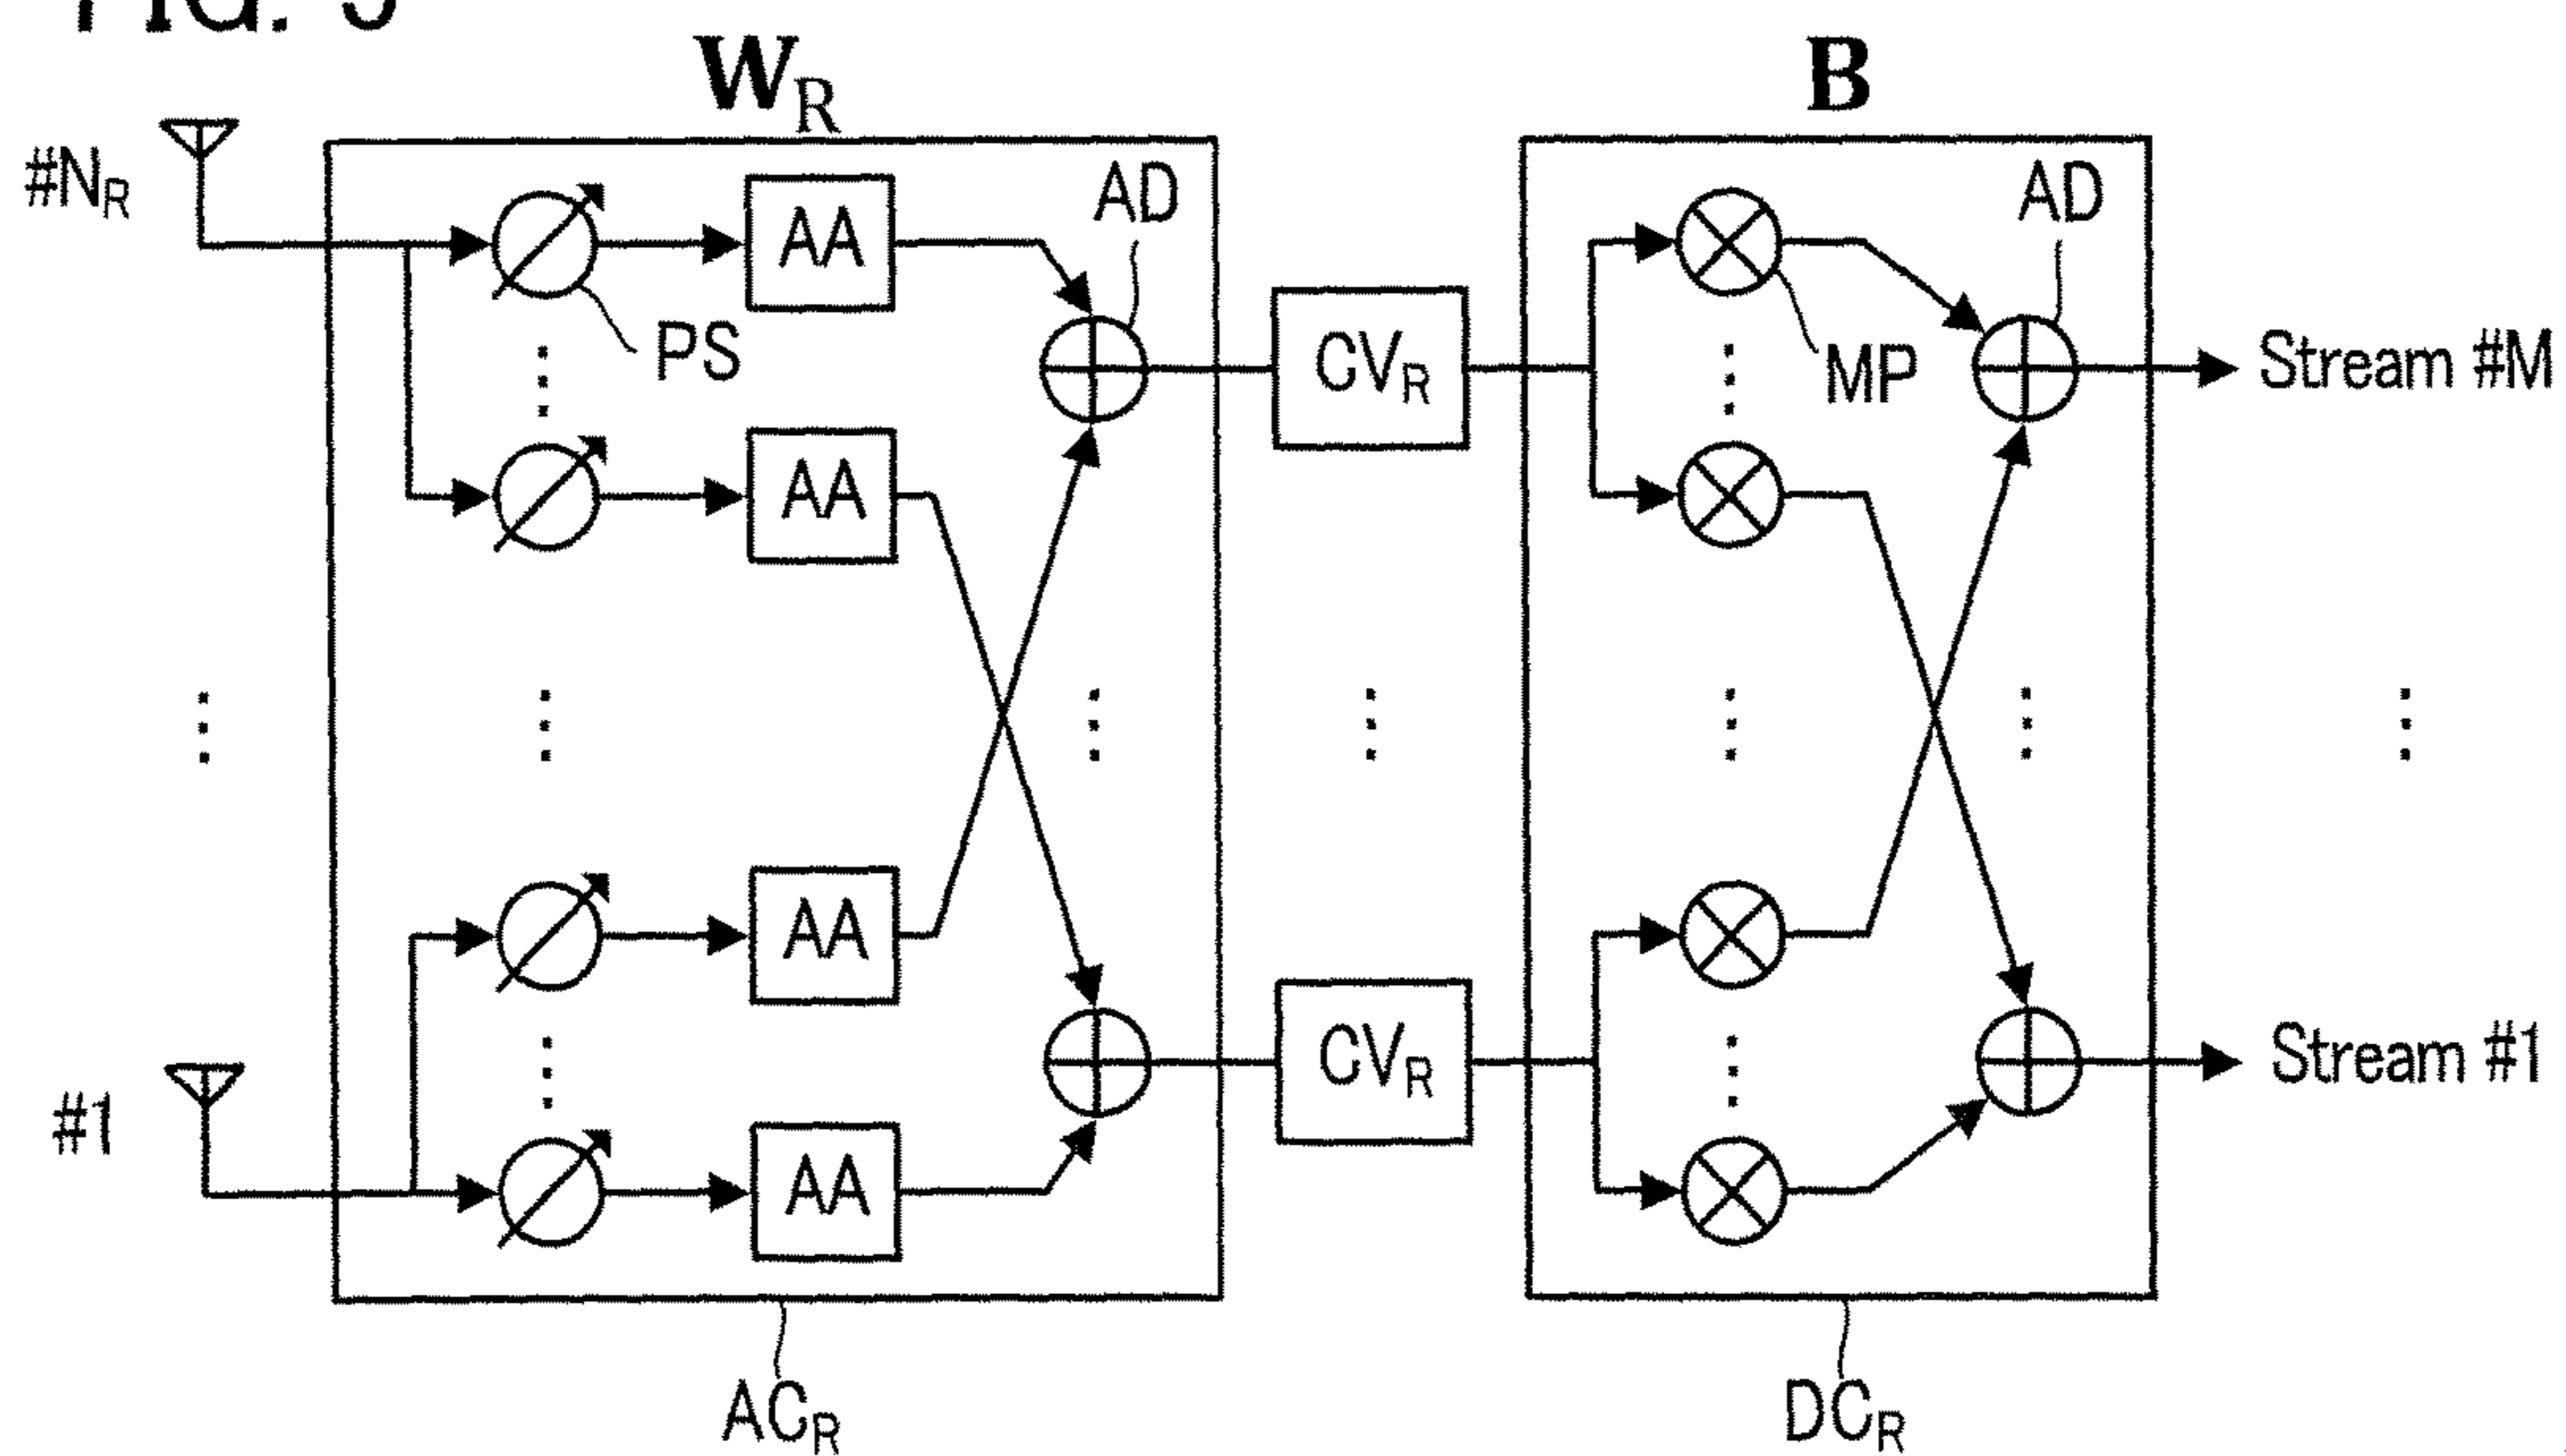 FIG.
W_R
B
#N_R
AA
AD
AD
PS
CV_R
MP
Stream #M
AA
AA
#1
CV_R
Stream #1
AA
AC_R
DC_R